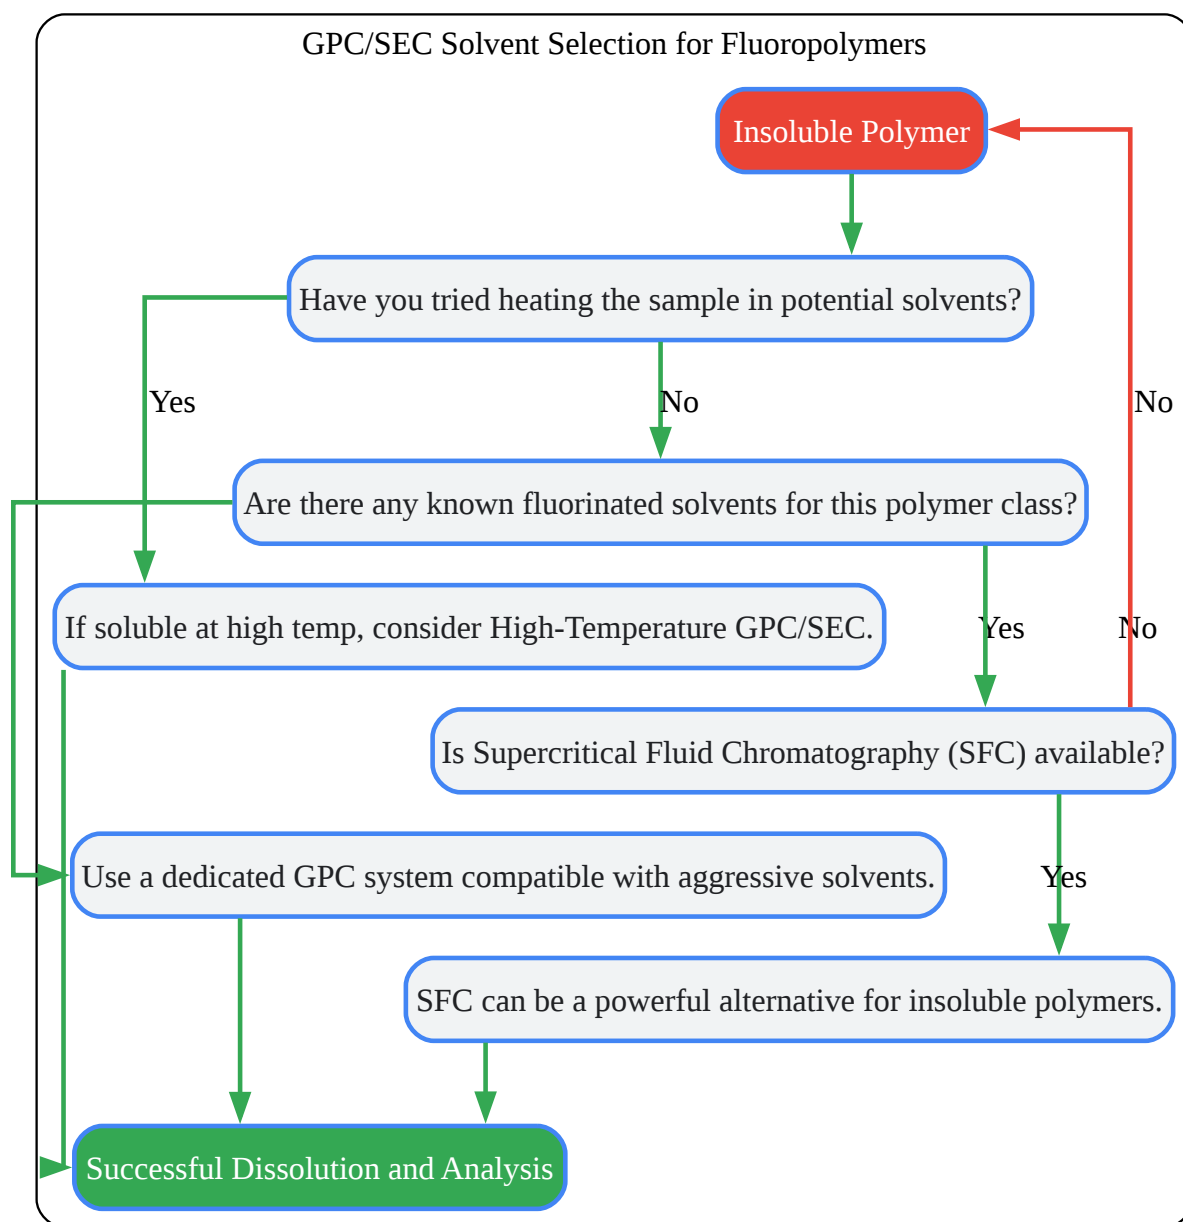 GPC/SEC Solvent Selection for Fluoropolymers
Insoluble Polymer
Have you tried heating the sample in potential solvents?
Yes
No
No
Are there any known fluorinated solvents for this polymer class?
If soluble at high temp, consider High-Temperature GPC/SEC.
Yes
No
Is Supercritical Fluid Chromatography (SFC) available?
Use a dedicated GPC system compatible with aggressive solvents.
Yes
SFC can be a powerful alternative for insoluble polymers.
Successful Dissolution and Analysis